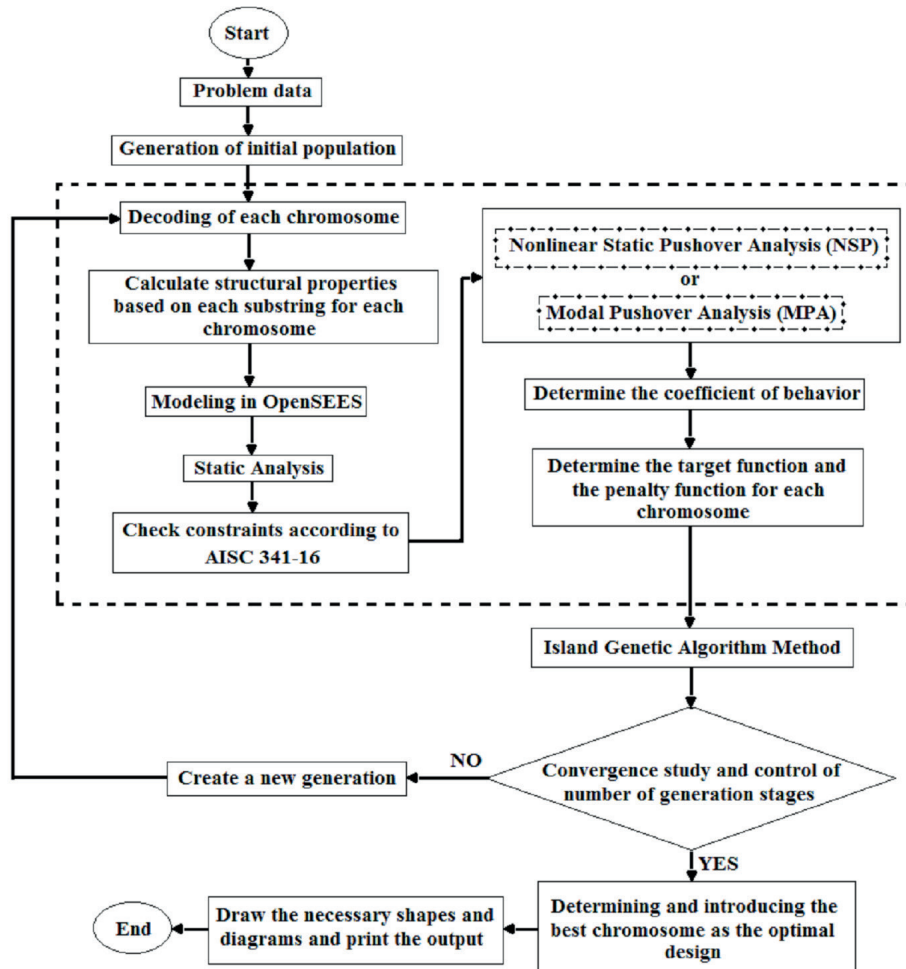 Start
Problem data
Generation of initial population
Decoding of each chromosome
Calculate structural properties
based on each substring for each
chromosome
Modeling in OpenSEES
Static Analysis
Check constraints according to
AISC 341-16
Nonlinear Static Pushover Analysis (NSP)
or
Modal Pushover Analysis (MPA)
Determine the coefficient of behavior
Determine the target function and
the penalty function for each
chromosome
Island Genetic Algorithm Method
Convergence study and control of
number of generation stages
NO
Create a new generation
YES
Determining and introducing the
best chromosome as the optimal
design
Draw the necessary shapes and
diagrams and print the output
End